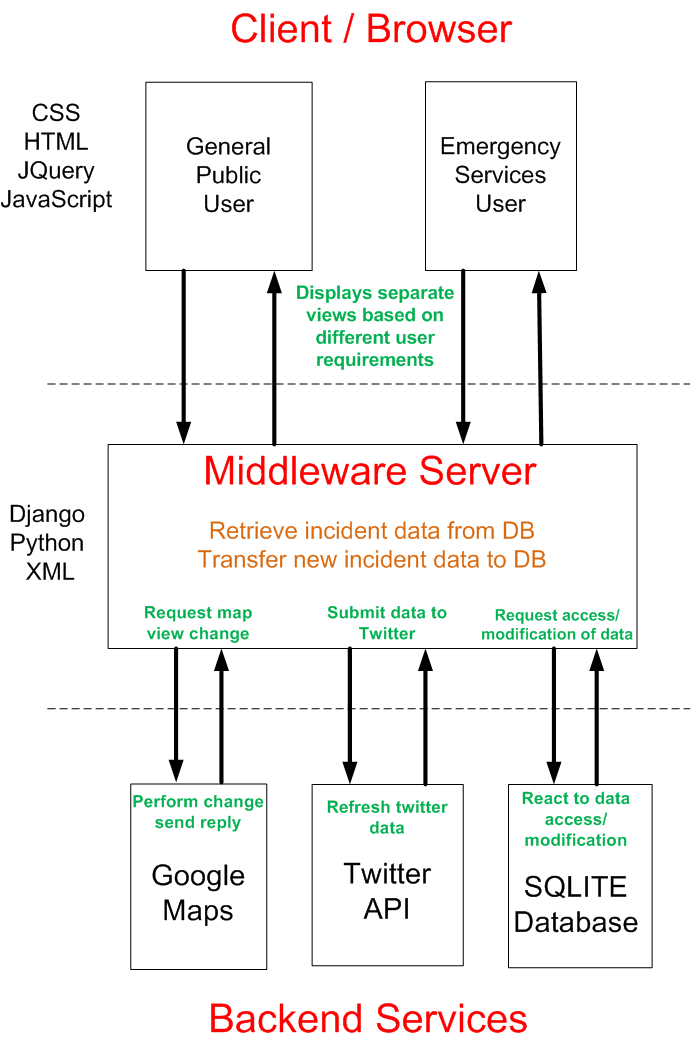 Client / Browser
CSS
HTML
JQuery
JavaScript
General
Public
User
Emergency
Services
User
Displays separate
views based on
different user
requirements
Middleware Server
Django
Python
XML
Retrieve incident data from DB
Transfer new incident data to DB
Request map
view change
Submit data to
Twitter
Request access/
modification of data
Perform change
send reply
Google
Maps
Refresh twitter
data
Twitter
API
React to data
access/
modification
SQLITE
Database
Backend Services